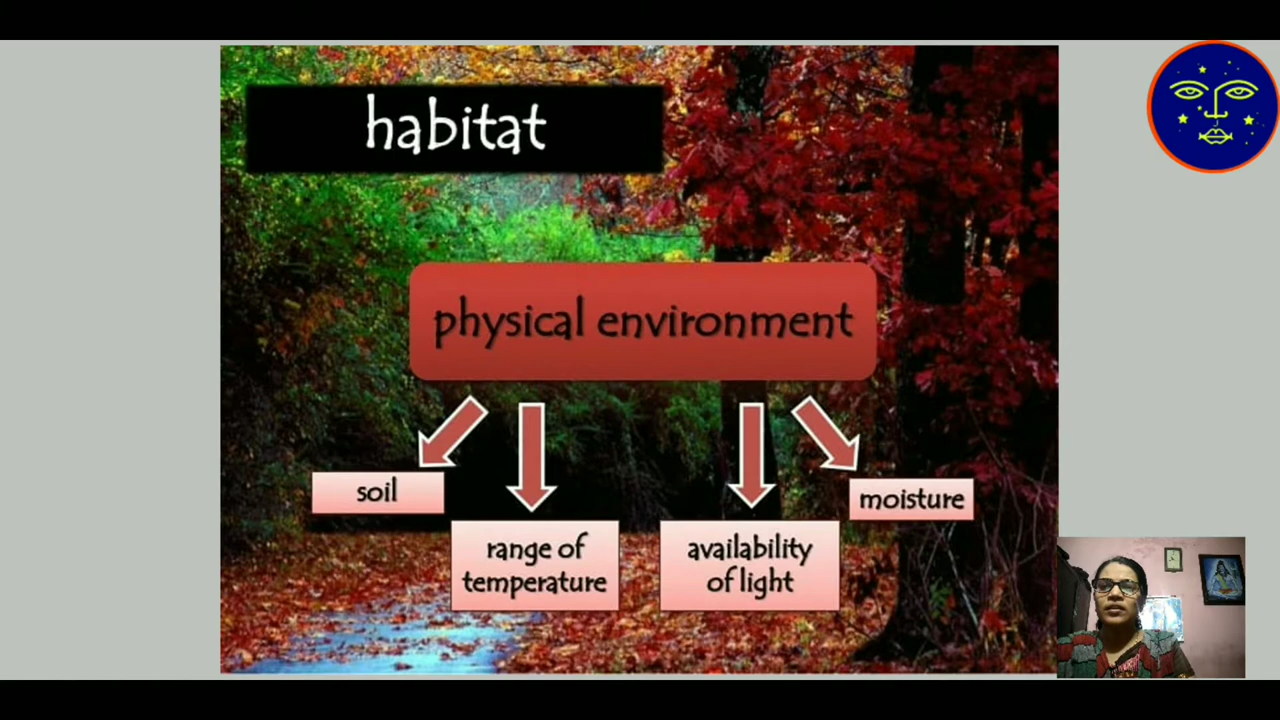 habitat
physical environment
soil
range of
temperature
availability
of light
moisture